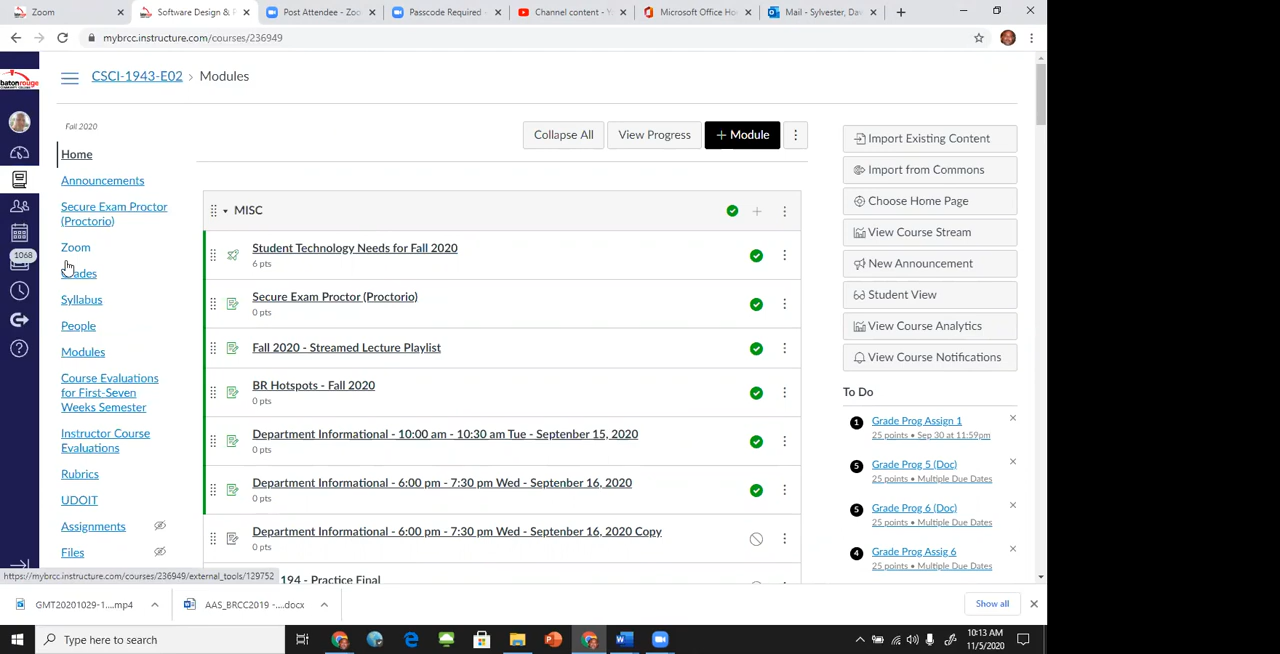 Zoom
Software Design & P
Post Attendee - Zoo
Passcode Required -
Channel content - Y
Microsoft Office Ho
Mail - Sylvester, Da
mybrcc.instructure.com/courses/236949
batonrouge
CSCI-1943-E02 › Modules
Fall 2020
Collapse All
View Progress
+ Module
Home
Announcements
Secure Exam Proctor
(Proctorio)
Zoom
Grades
Syllabus
People
Modules
Course Evaluations
for First-Seven
Weeks Semester
Instructor Course
Evaluations
Rubrics
UDOIT
Assignments
Files
1068
MISC
Student Technology Needs for Fall 2020
6 pts
Secure Exam Proctor (Proctorio)
0 pts
Fall 2020 - Streamed Lecture Playlist
BR Hotspots - Fall 2020
0 pts
Department Informational - 10:00 am - 10:30 am Tue - Septenber 15, 2020
0 pts
Department Informational - 6:00 pm - 7:30 pm Wed - Septenber 16, 2020
0 pts
Department Informational - 6:00 pm - 7:30 pm Wed - Septenber 16, 2020 Copy
0 pts
194 - Practice Final
Import Existing Content
Import from Commons
Choose Home Page
View Course Stream
New Announcement
Student View
View Course Analytics
View Course Notifications
To Do
1 Grade Prog Assign 1
25 points • Sep 30 at 11:59pm
5 Grade Prog 5 (Doc)
25 points • Multiple Due Dates
5 Grade Prog 6 (Doc)
25 points • Multiple Due Dates
4 Grade Prog Assig 6
25 points • Multiple Due Dates
https://mybrcc.instructure.com/courses/236949/external_tools/129752
GMT20201029-1....mp4
AAS_BRCC2019 -....docx
Show all
Type here to search
10:13 AM
11/5/2020